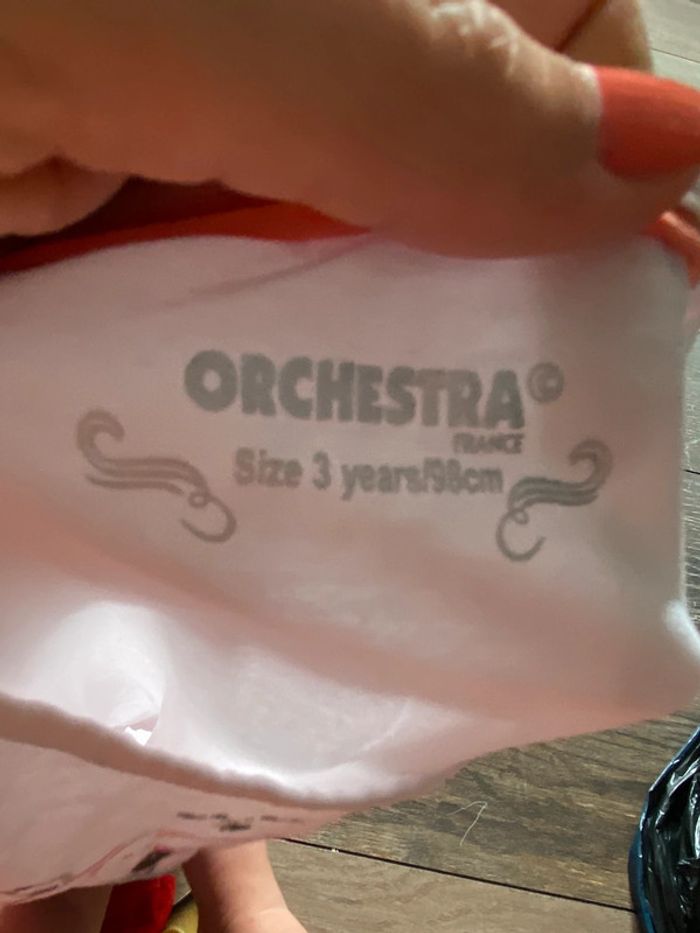 ORCHESTRA©
FRANCE
Size 3 years/98cm